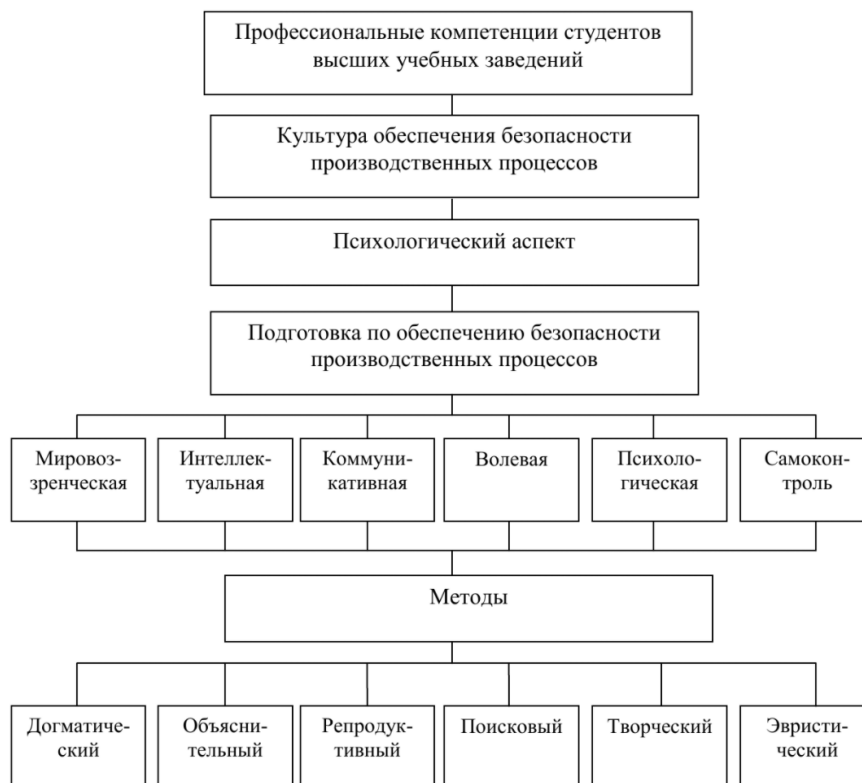 Профессиональные компетенции студентов
высших учебных заведений
Культура обеспечения безопасности
производственных процессов
Психологический аспект
Подготовка по обеспечению безопасности
производственных процессов
Мировоз-
зренческая
Интеллек-
туальная
Коммуни-
кативная
Волевая
Психоло-
гическая
Самокон-
троль
Методы
Догматиче-
ский
Объясни-
тельный
Репродук-
тивный
Поисковый
Творческий
Эвристи-
ческий